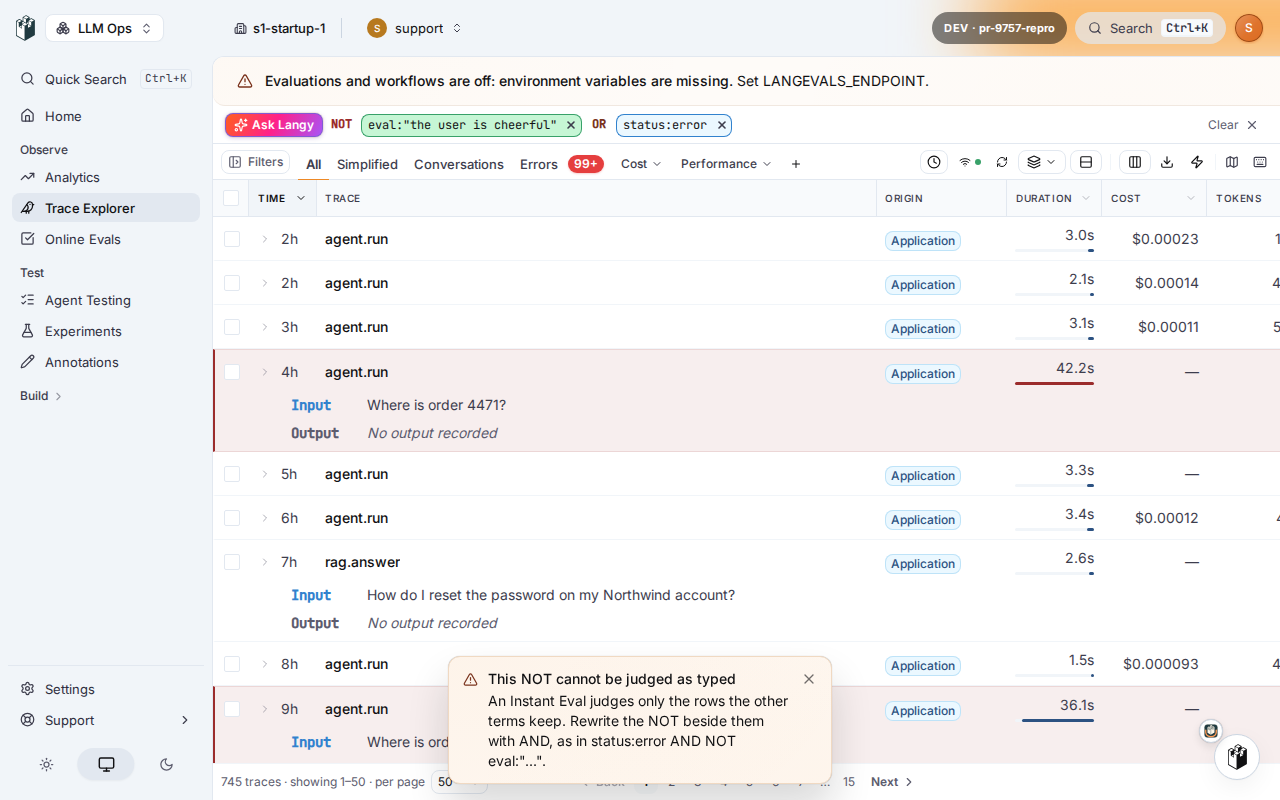 LLM Ops
s1-startup-1
S
support
DEV · pr-9757-repro
Search
Ctrl+K
S
Quick Search
Ctrl+K
Home
Observe
Analytics
Trace Explorer
Online Evals
Test
Agent Testing
Experiments
Annotations
Build
Settings
Support
Evaluations and workflows are off: environment variables are missing. Set LANGEVALS_ENDPOINT.
Ask Langy
NOT
eval:"the user is cheerful"
OR
status:error
Clear
Filters
All
Simplified
Conversations
Errors
99+
Cost
Performance
TIME
TRACE
ORIGIN
DURATION
COST
TOKENS
2h agent.run Application 3.0s $0.00023
2h agent.run Application 2.1s $0.00014
3h agent.run Application 3.1s $0.00011
4h agent.run Application 42.2s —
Input Where is order 4471?
Output No output recorded
5h agent.run Application 3.3s —
6h agent.run Application 3.4s $0.00012
7h rag.answer Application 2.6s —
Input How do I reset the password on my Northwind account?
Output No output recorded
8h agent.run Application 1.5s $0.000093
9h agent.run Application 36.1s —
Input Where is
This NOT cannot be judged as typed
An Instant Eval judges only the rows the other
terms keep. Rewrite the NOT beside them
with AND, as in status:error AND NOT
eval:"...".
745 traces · showing 1–50 · per page 50
15
Next